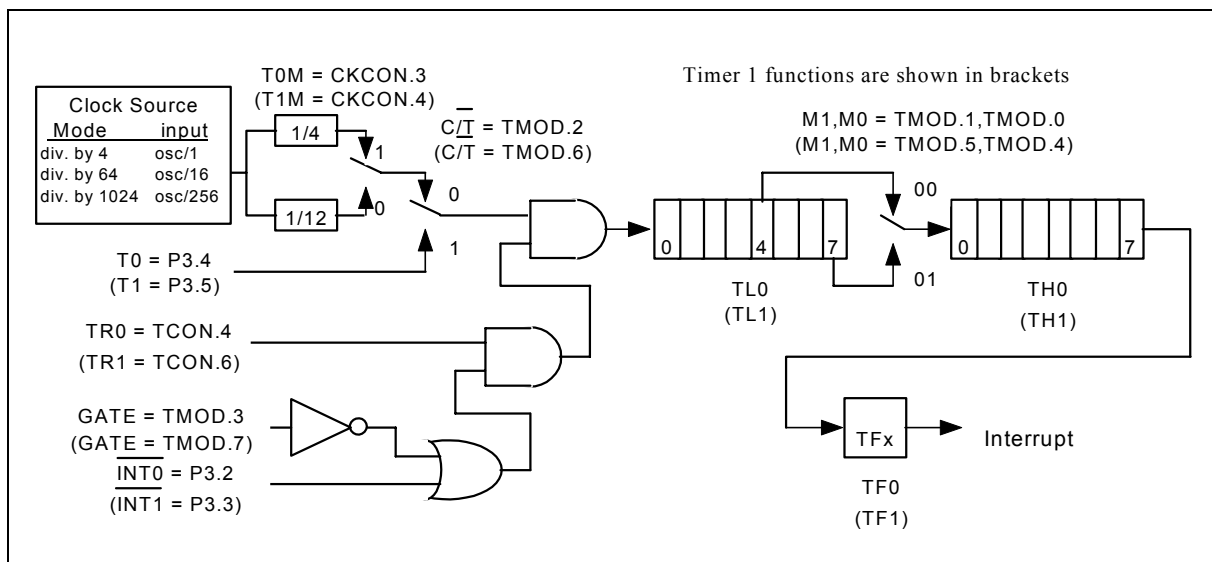 T0M = CKCON.3
(T1M = CKCON.4)
Timer 1 functions are shown in brackets
Clock Source
Mode input
div. by 4 osc/1
div. by 64 osc/16
div. by 1024 osc/256
1/4
1/12
1
0
C/T̅ = TMOD.2
(C/T̅ = TMOD.6)
0
1
M1,M0 = TMOD.1,TMOD.0
(M1,M0 = TMOD.5,TMOD.4)
00
01
0 4 7
0 7
T0 = P3.4
(T1 = P3.5)
TL0
(TL1)
TH0
(TH1)
TR0 = TCON.4
(TR1 = TCON.6)
GATE = TMOD.3
(GATE = TMOD.7)
I̅N̅T̅0̅ = P3.2
(I̅N̅T̅1̅ = P3.3)
TFx
Interrupt
TF0
(TF1)